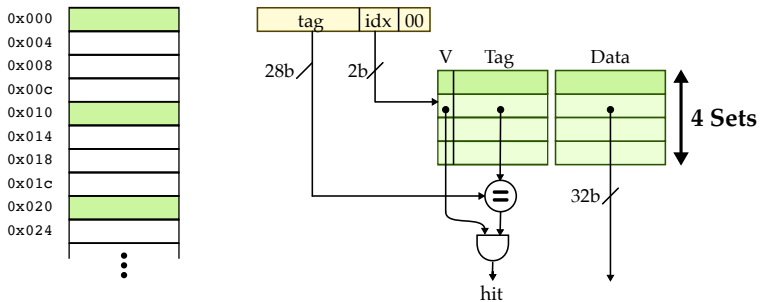 0x000
0x004
0x008
0x00c
0x010
0x014
0x018
0x01c
0x020
0x024
tag idx 00
28b 2b
V Tag Data
4 Sets
32b
hit